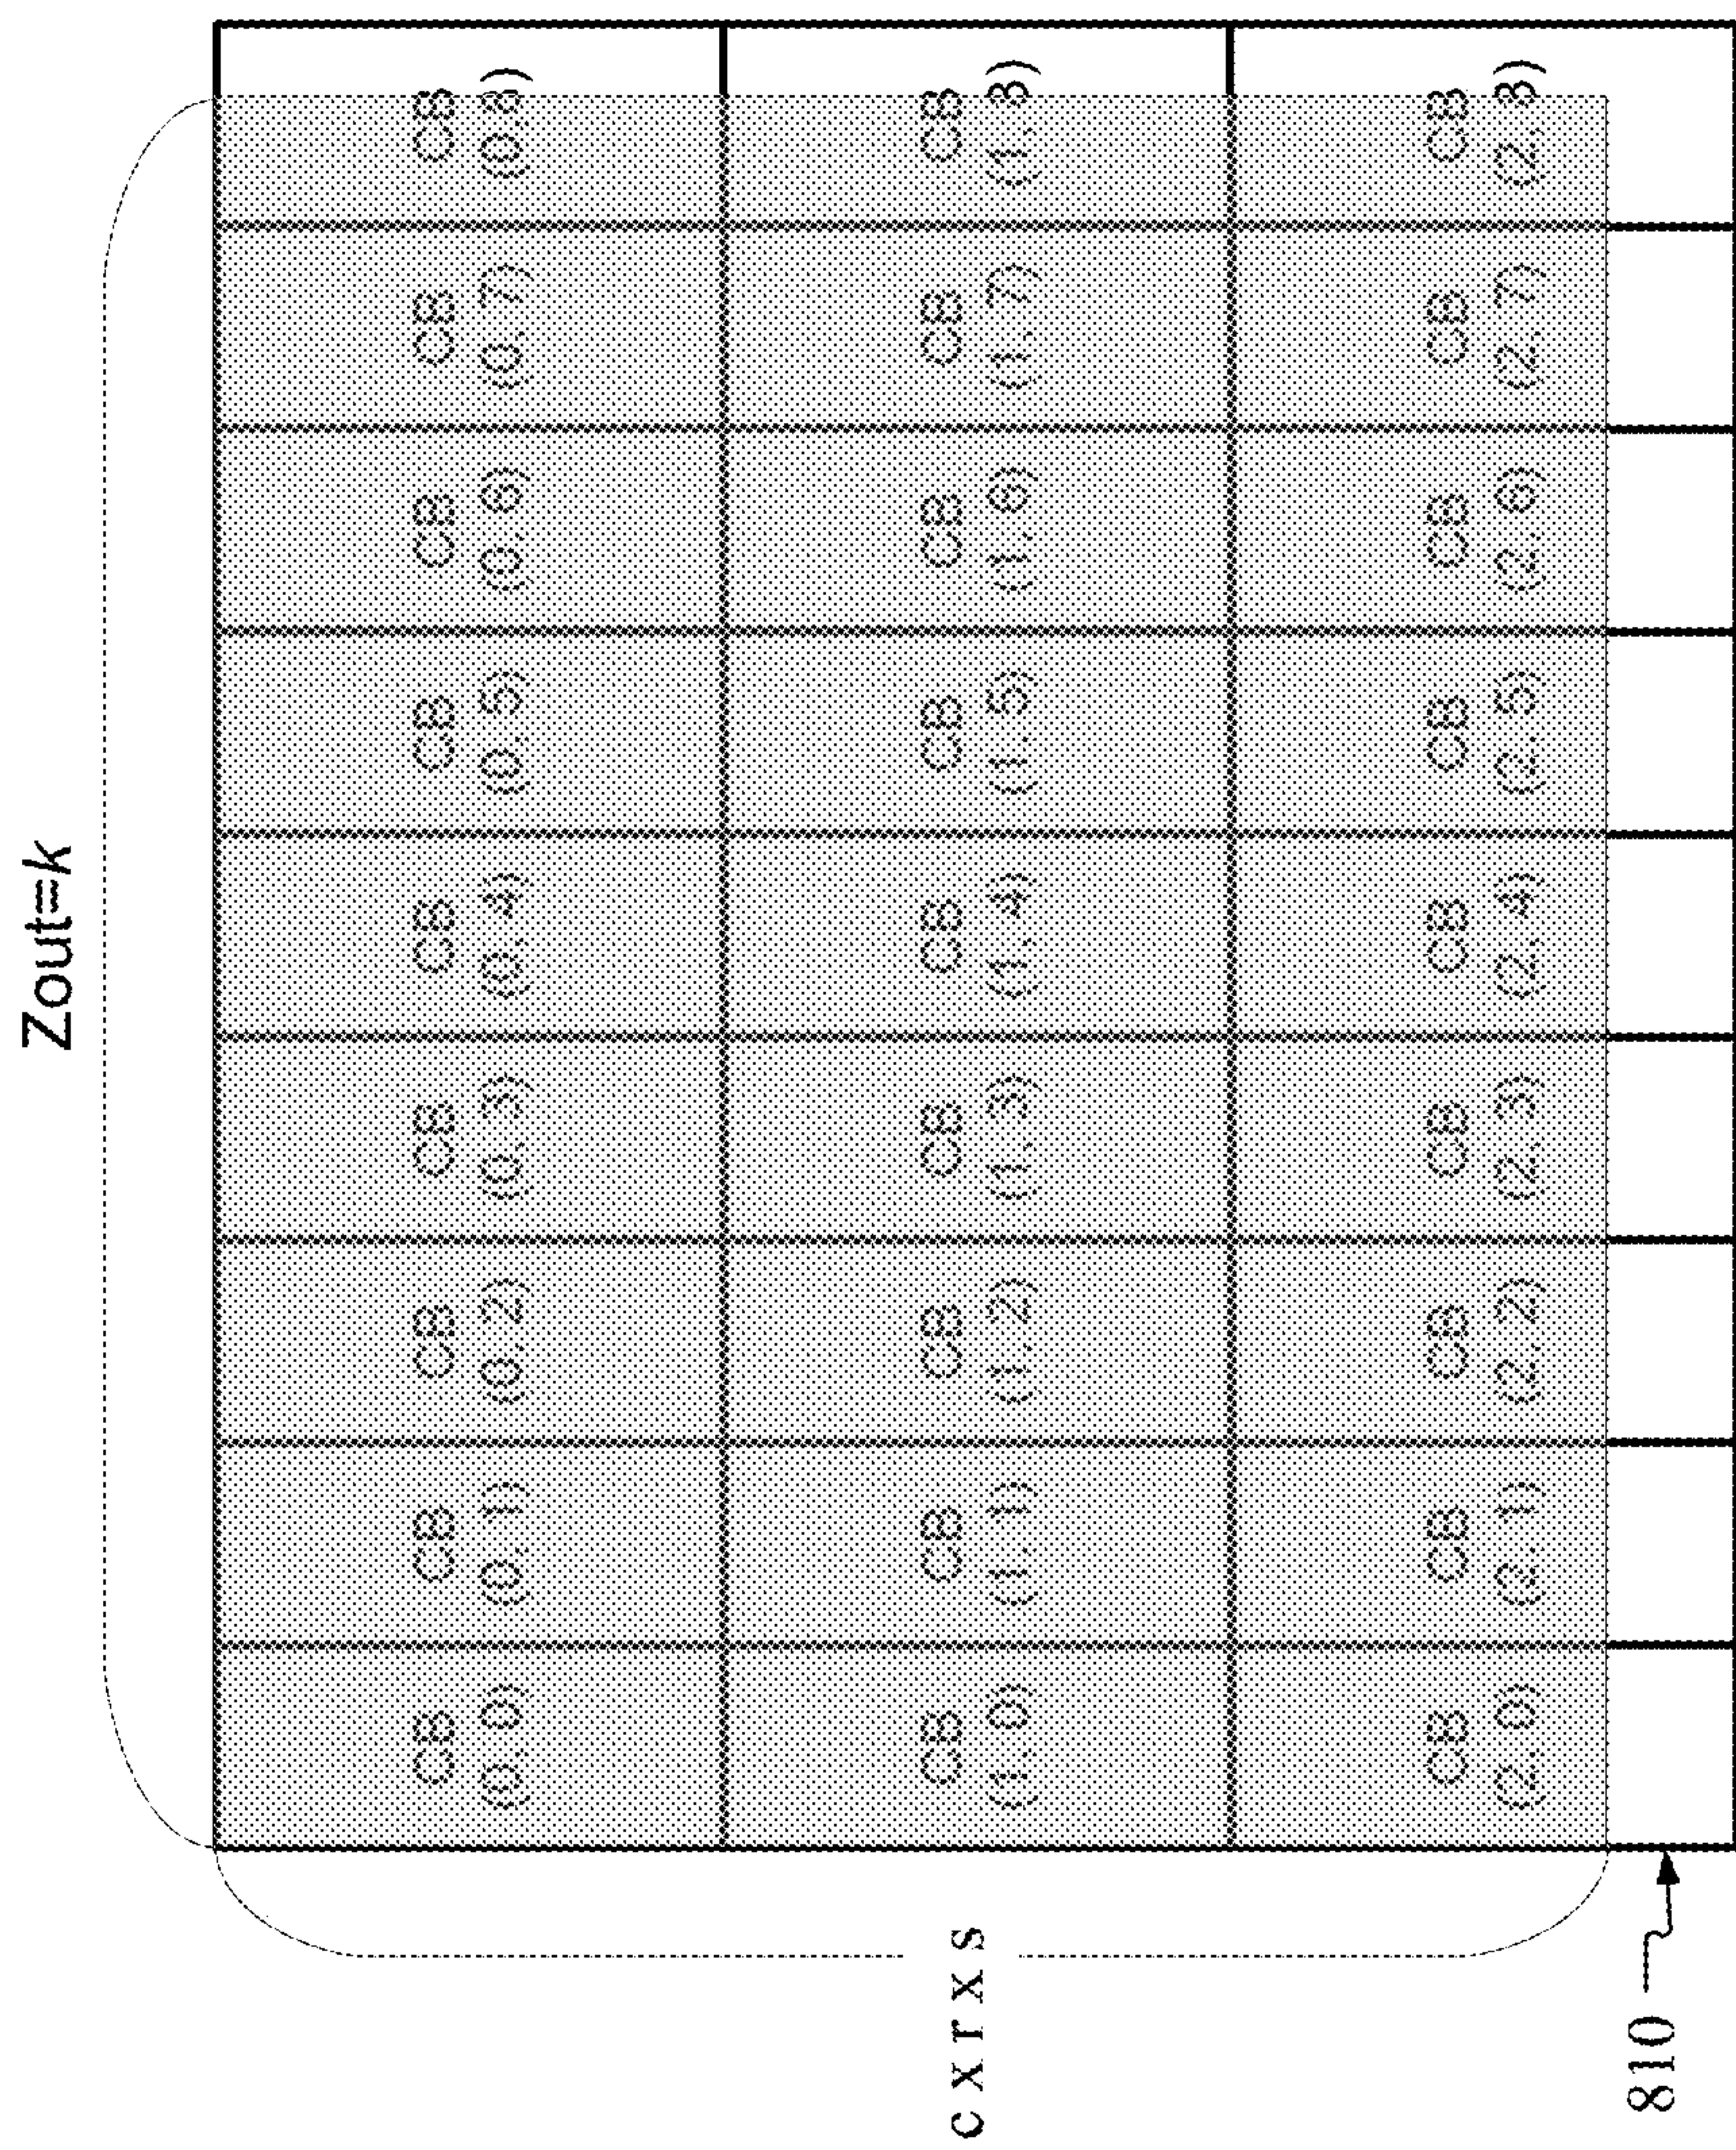 Zout=k
CB CB CB CB CB CB CB CB CB
(0.0) (0.1) (0.2) (0.3) (0.4) (0.5) (0.6) (0.7) (0.8)
c x r x s
CB CB CB CB CB CB CB CB CB
(1.0) (1.1) (1.2) (1.3) (1.4) (1.5) (1.6) (1.7) (1.8)
CB CB CB CB CB CB CB CB CB
(2.0) (2.1) (2.2) (2.3) (2.4) (2.5) (2.6) (2.7) (2.8)
810